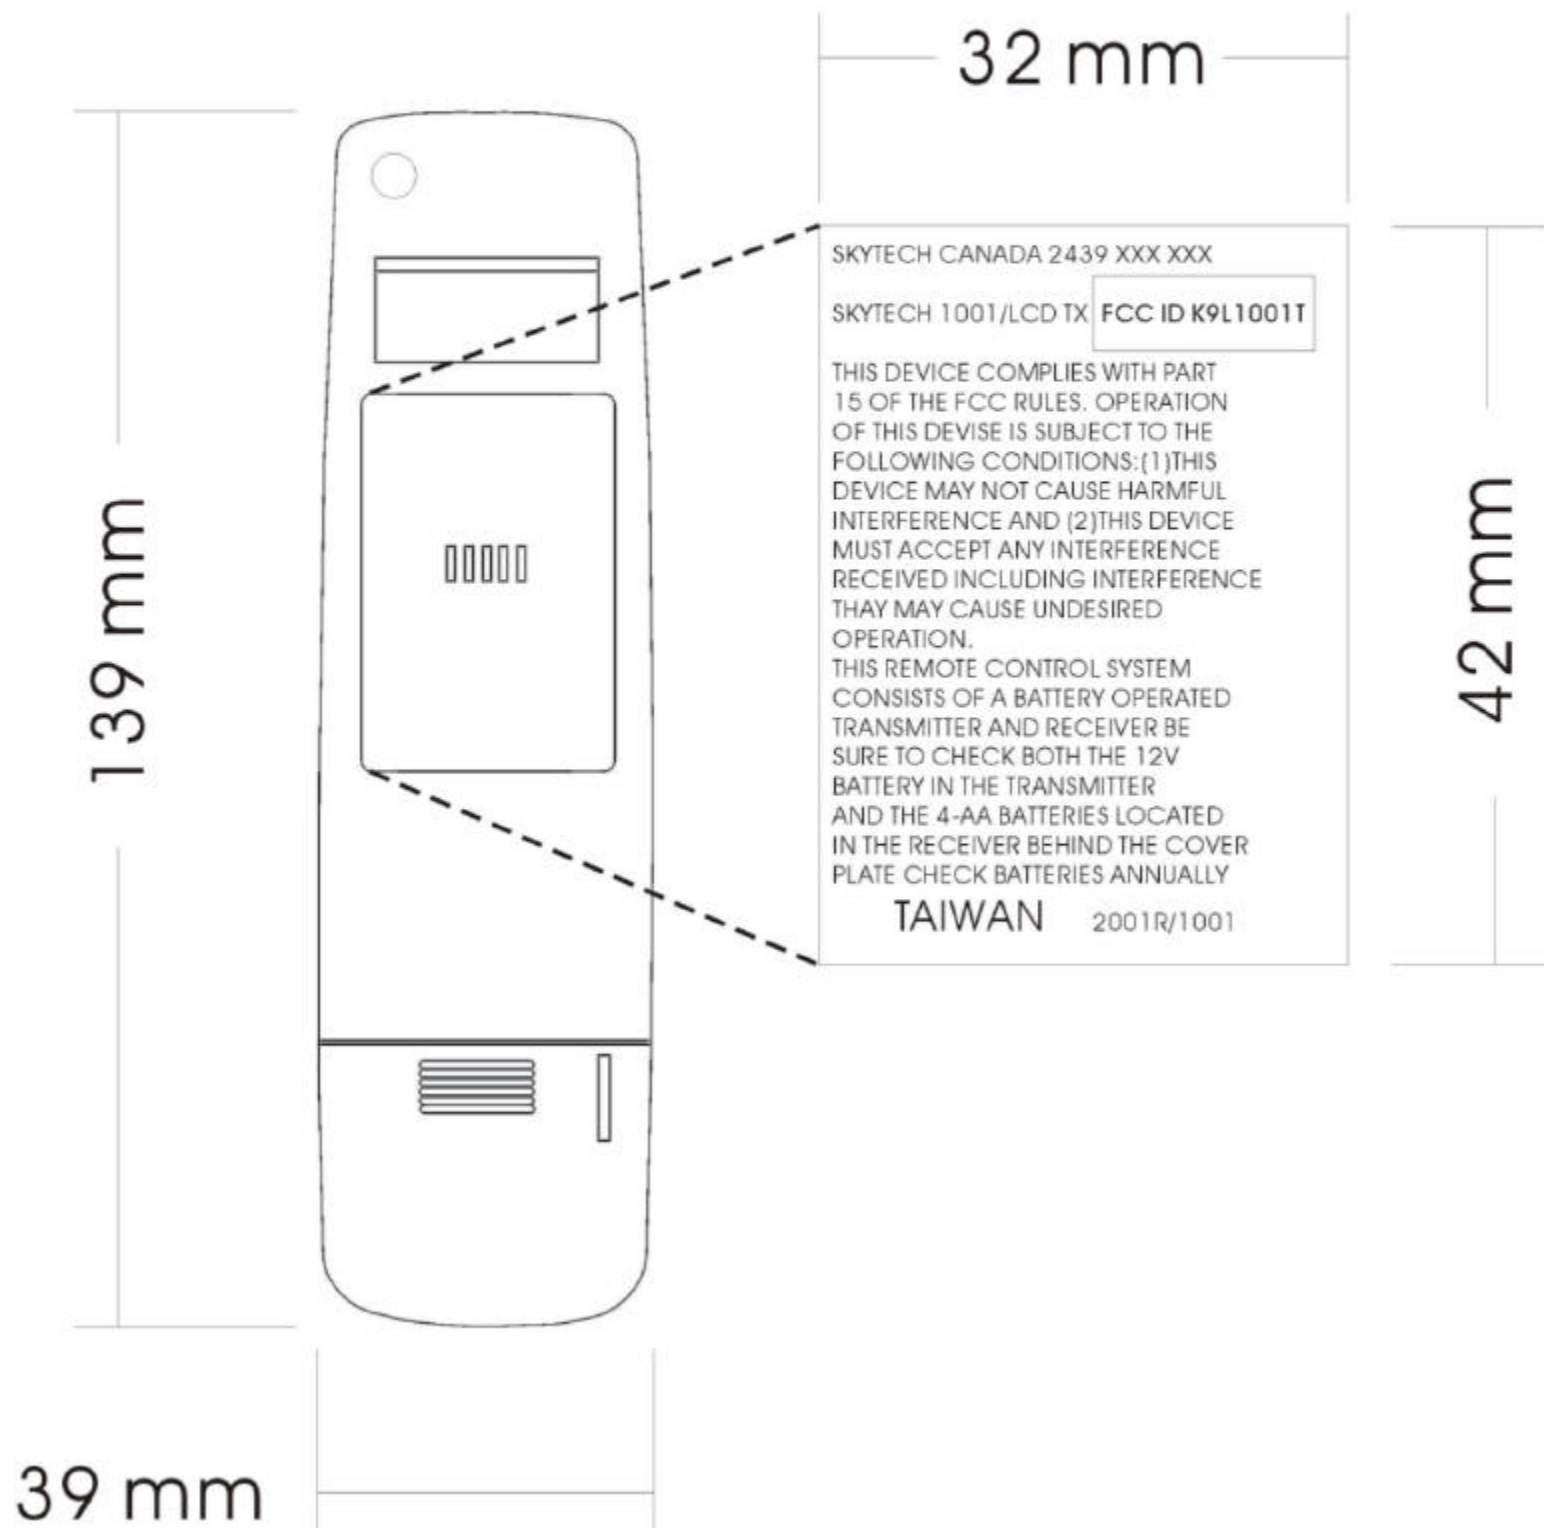 32 mm
139 mm
SKYTECH CANADA 2439 XXX XXX
SKYTECH 1001/LCD TX FCC ID K9L1001T
THIS DEVICE COMPLIES WITH PART
15 OF THE FCC RULES. OPERATION
OF THIS DEVISE IS SUBJECT TO THE
FOLLOWING CONDITIONS:(1)THIS
DEVICE MAY NOT CAUSE HARMFUL
INTERFERENCE AND (2)THIS DEVICE
MUST ACCEPT ANY INTERFERENCE
RECEIVED INCLUDING INTERFERENCE
THAY MAY CAUSE UNDESIRED
OPERATION.
THIS REMOTE CONTROL SYSTEM
CONSISTS OF A BATTERY OPERATED
TRANSMITTER AND RECEIVER BE
SURE TO CHECK BOTH THE 12V
BATTERY IN THE TRANSMITTER
AND THE 4-AA BATTERIES LOCATED
IN THE RECEIVER BEHIND THE COVER
PLATE CHECK BATTERIES ANNUALLY
TAIWAN 2001R/1001
42 mm
39 mm